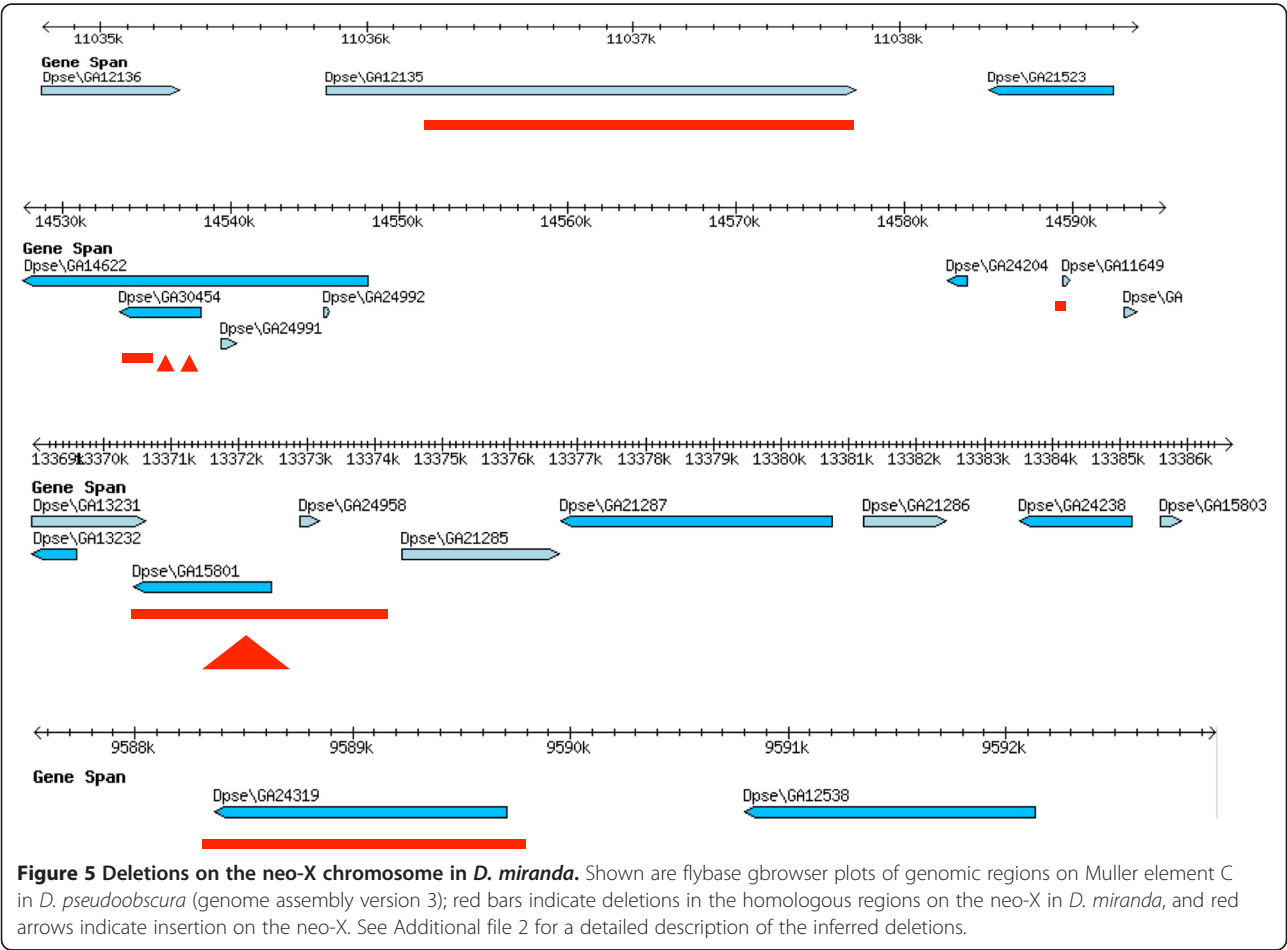 11035k 11036k 11037k 11038k
Gene Span
Dpse\GA12136 Dpse\GA12135 Dpse\GA21523
14530k 14540k 14550k 14560k 14570k 14580k 14590k
Gene Span
Dpse\GA14622 Dpse\GA24204 Dpse\GA11649
Dpse\GA30454 Dpse\GA24992 Dpse\GA
Dpse\GA24991
13369k 13370k 13371k 13372k 13373k 13374k 13375k 13376k 13377k 13378k 13379k 13380k 13381k 13382k 13383k 13384k 13385k 13386k
Gene Span
Dpse\GA13231 Dpse\GA24958 Dpse\GA21287 Dpse\GA21286 Dpse\GA24238 Dpse\GA15803
Dpse\GA13232 Dpse\GA21285
Dpse\GA15801
9588k 9589k 9590k 9591k 9592k
Gene Span
Dpse\GA24319 Dpse\GA12538
Figure 5 Deletions on the neo-X chromosome in D. miranda. Shown are flybase gbrowser plots of genomic regions on Muller element C
in D. pseudoobscura (genome assembly version 3); red bars indicate deletions in the homologous regions on the neo-X in D. miranda, and red
arrows indicate insertion on the neo-X. See Additional file 2 for a detailed description of the inferred deletions.